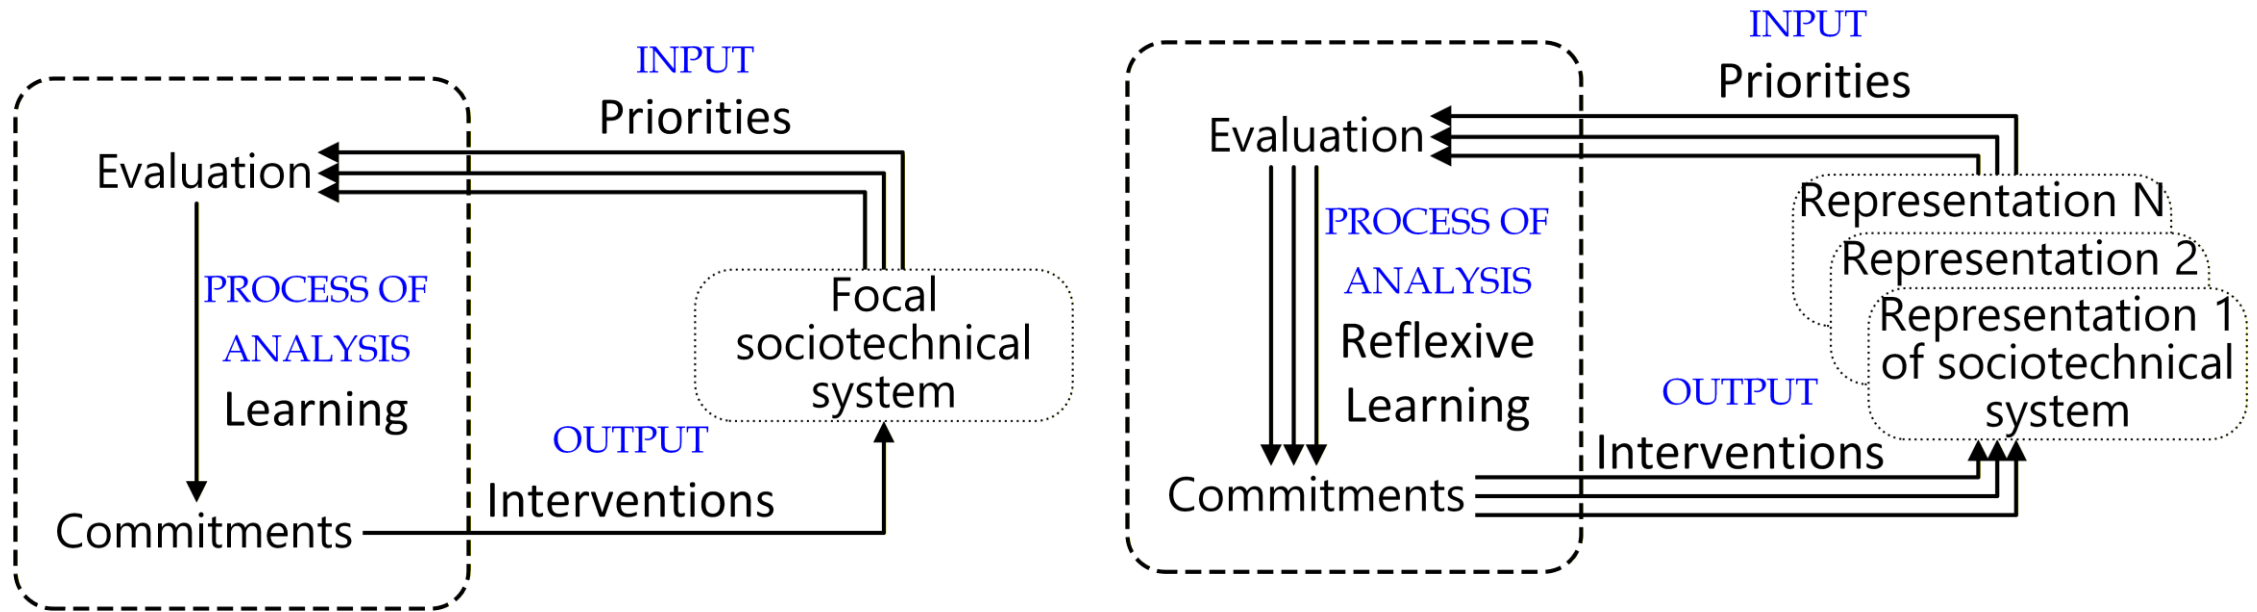 INPUT
Priorities
Evaluation
PROCESS OF
ANALYSIS
Learning
Focal
sociotechnical
system
OUTPUT
Interventions
Commitments
INPUT
Priorities
Evaluation
PROCESS OF
ANALYSIS
Reflexive
Learning
Representation N
Representation 2
Representation 1
of sociotechnical
system
OUTPUT
Interventions
Commitments